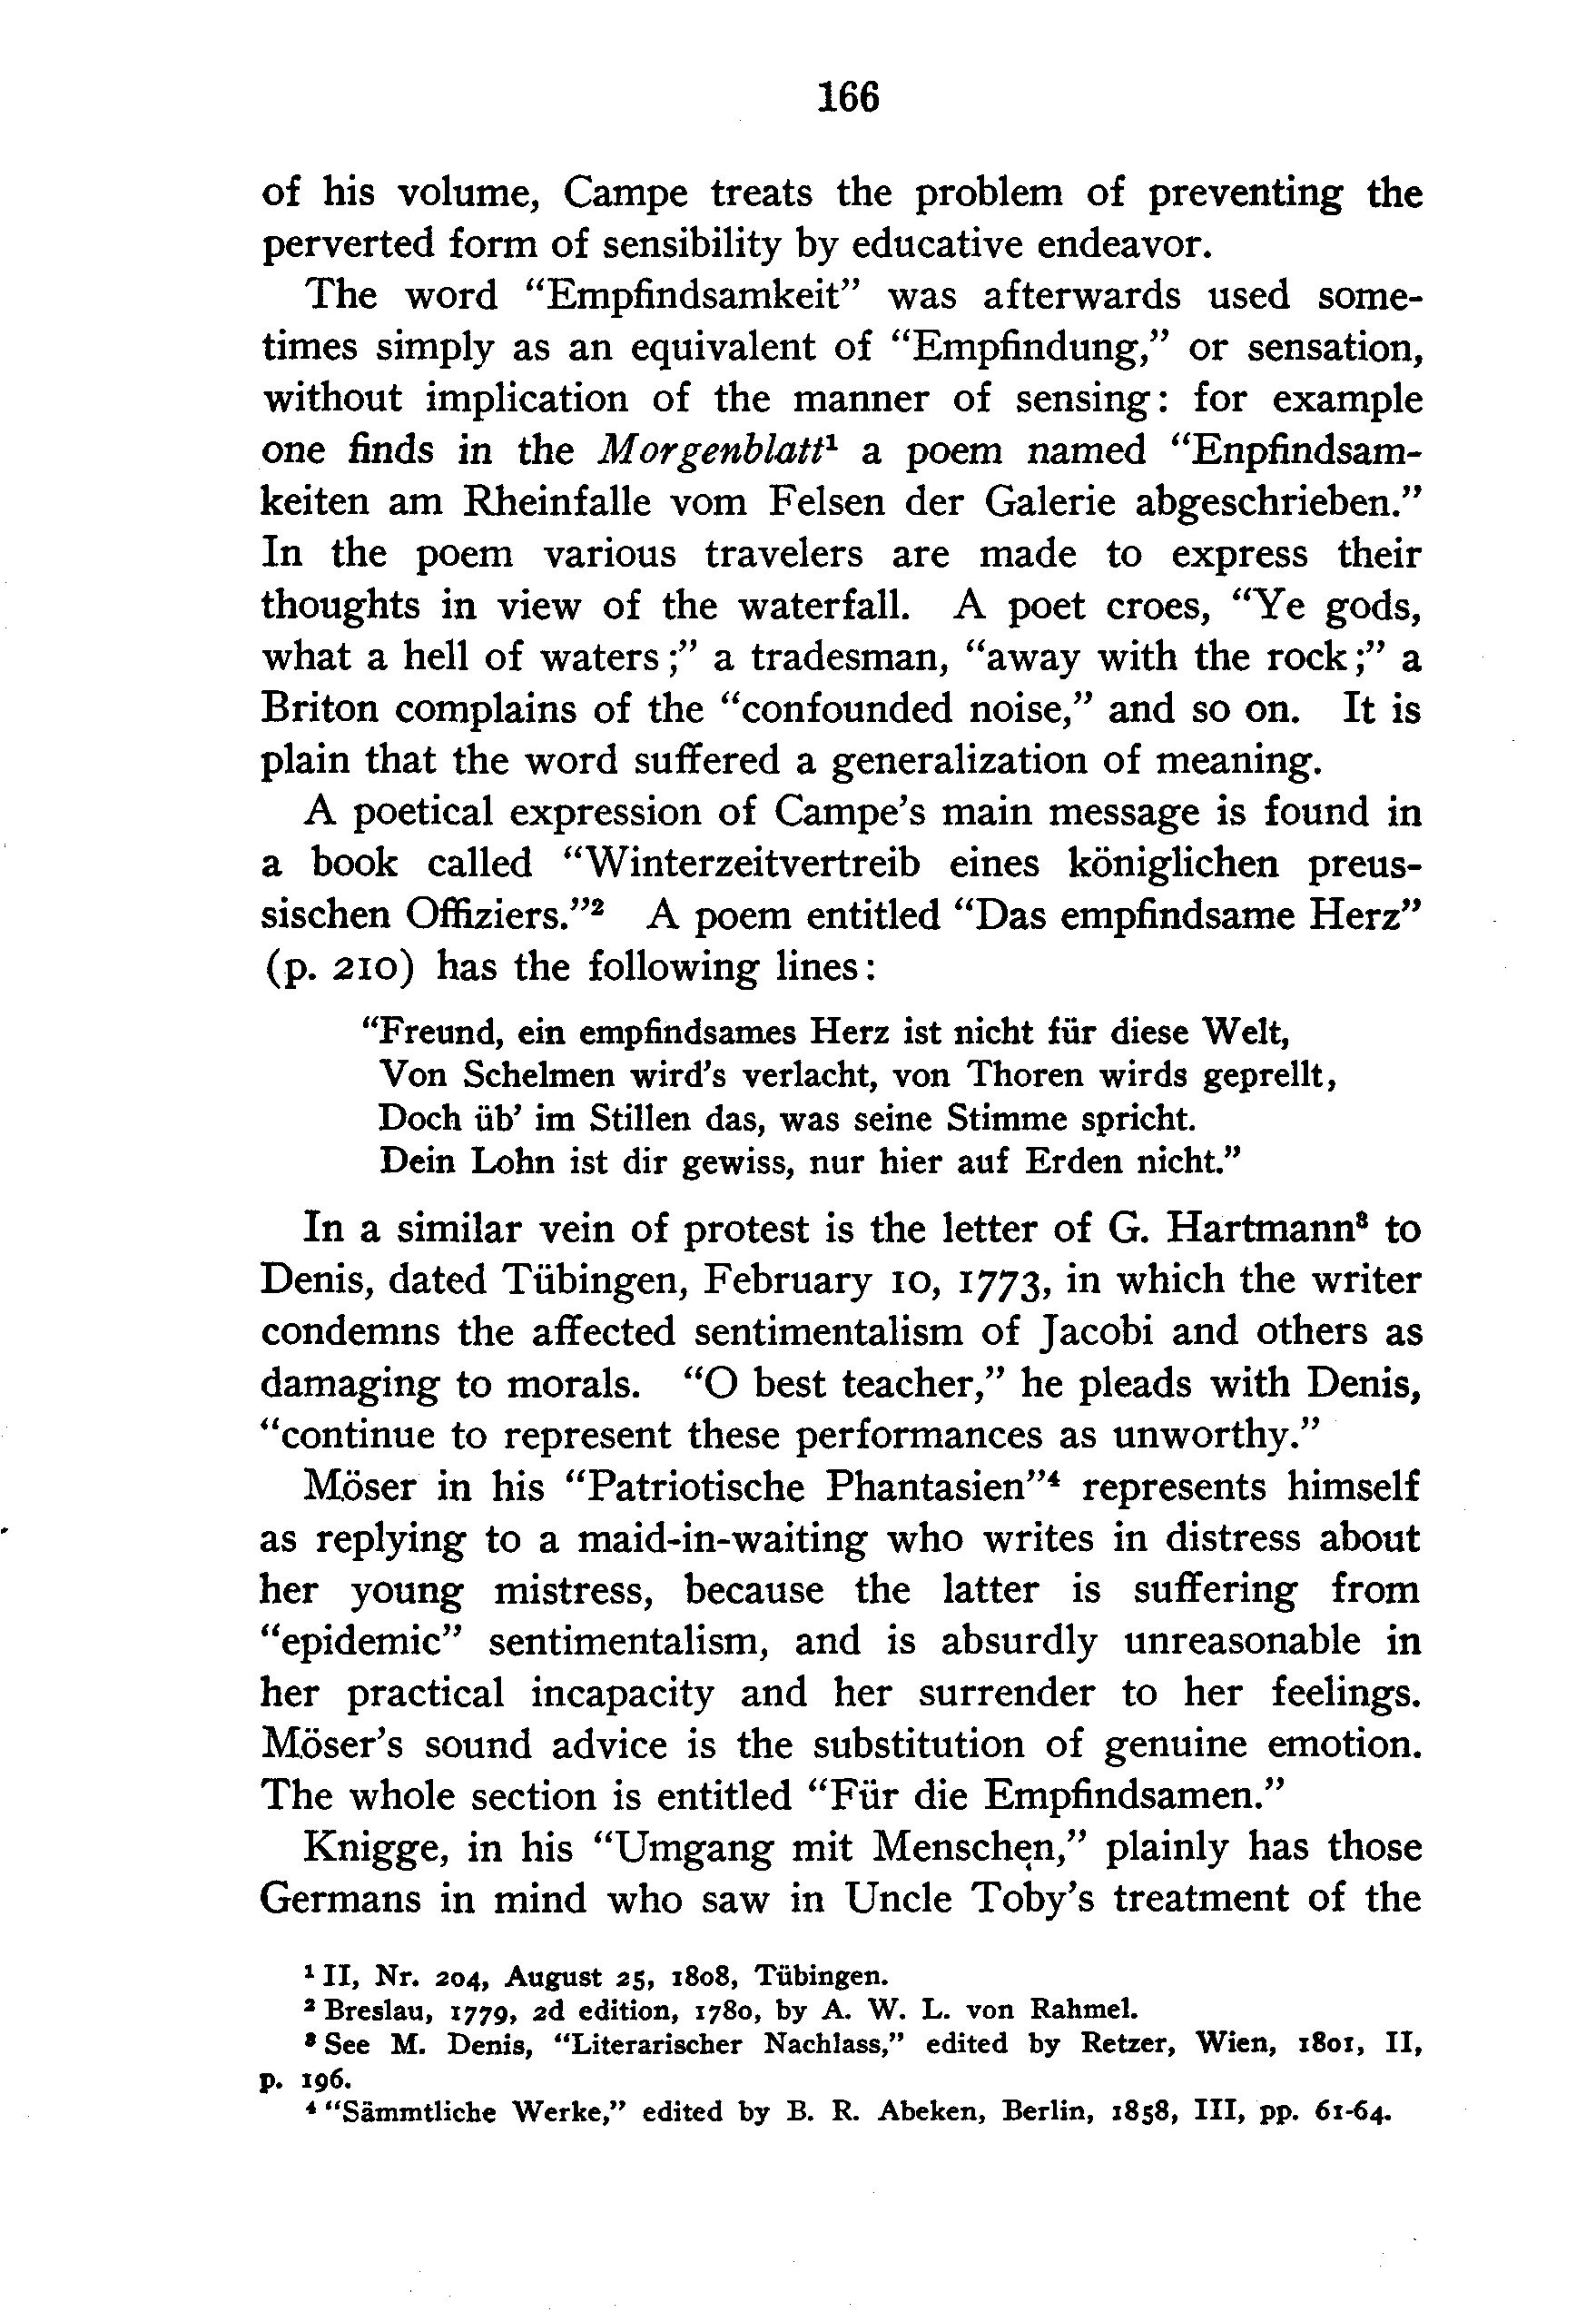 166
of his volume, Campe treats the problem of preventing the
perverted form of sensibility by educative endeavor.
The word “Empfindsamkeit” was afterwards used some-
times simply as an equivalent of “Empfindung,” or sensation,
without implication of the manner of sensing: for example
one finds in the Morgenblatt¹ a poem named “Enpfindsam-
keiten am Rheinfalle vom Felsen der Galerie abgeschrieben.”
In the poem various travelers are made to express their
thoughts in view of the waterfall. A poet croes, “Ye gods,
what a hell of waters;” a tradesman, “away with the rock;” a
Briton complains of the “confounded noise,” and so on. It is
plain that the word suffered a generalization of meaning.
A poetical expression of Campe’s main message is found in
a book called “Winterzeitvertreib eines königlichen preus-
sischen Offiziers.”² A poem entitled “Das empfindsame Herz”
(p. 210) has the following lines:
“Freund, ein empfindsames Herz ist nicht für diese Welt,
Von Schelmen wird’s verlacht, von Thoren wirds geprellt,
Doch üb’ im Stillen das, was seine Stimme spricht.
Dein Lohn ist dir gewiss, nur hier auf Erden nicht.”
In a similar vein of protest is the letter of G. Hartmann³ to
Denis, dated Tübingen, February 10, 1773, in which the writer
condemns the affected sentimentalism of Jacobi and others as
damaging to morals. “O best teacher,” he pleads with Denis,
“continue to represent these performances as unworthy.”
Möser in his “Patriotische Phantasien”⁴ represents himself
as replying to a maid-in-waiting who writes in distress about
her young mistress, because the latter is suffering from
“epidemic” sentimentalism, and is absurdly unreasonable in
her practical incapacity and her surrender to her feelings.
Möser’s sound advice is the substitution of genuine emotion.
The whole section is entitled “Für die Empfindsamen.”
Knigge, in his “Umgang mit Menschen,” plainly has those
Germans in mind who saw in Uncle Toby’s treatment of the
¹ II, Nr. 204, August 25, 1808, Tübingen.
² Breslau, 1779, 2d edition, 1780, by A. W. L. von Rahmel.
³ See M. Denis, “Literarischer Nachlass,” edited by Retzer, Wien, 1801, II,
p. 196.
⁴ “Sämmtliche Werke,” edited by B. R. Abeken, Berlin, 1858, III, pp. 61-64.